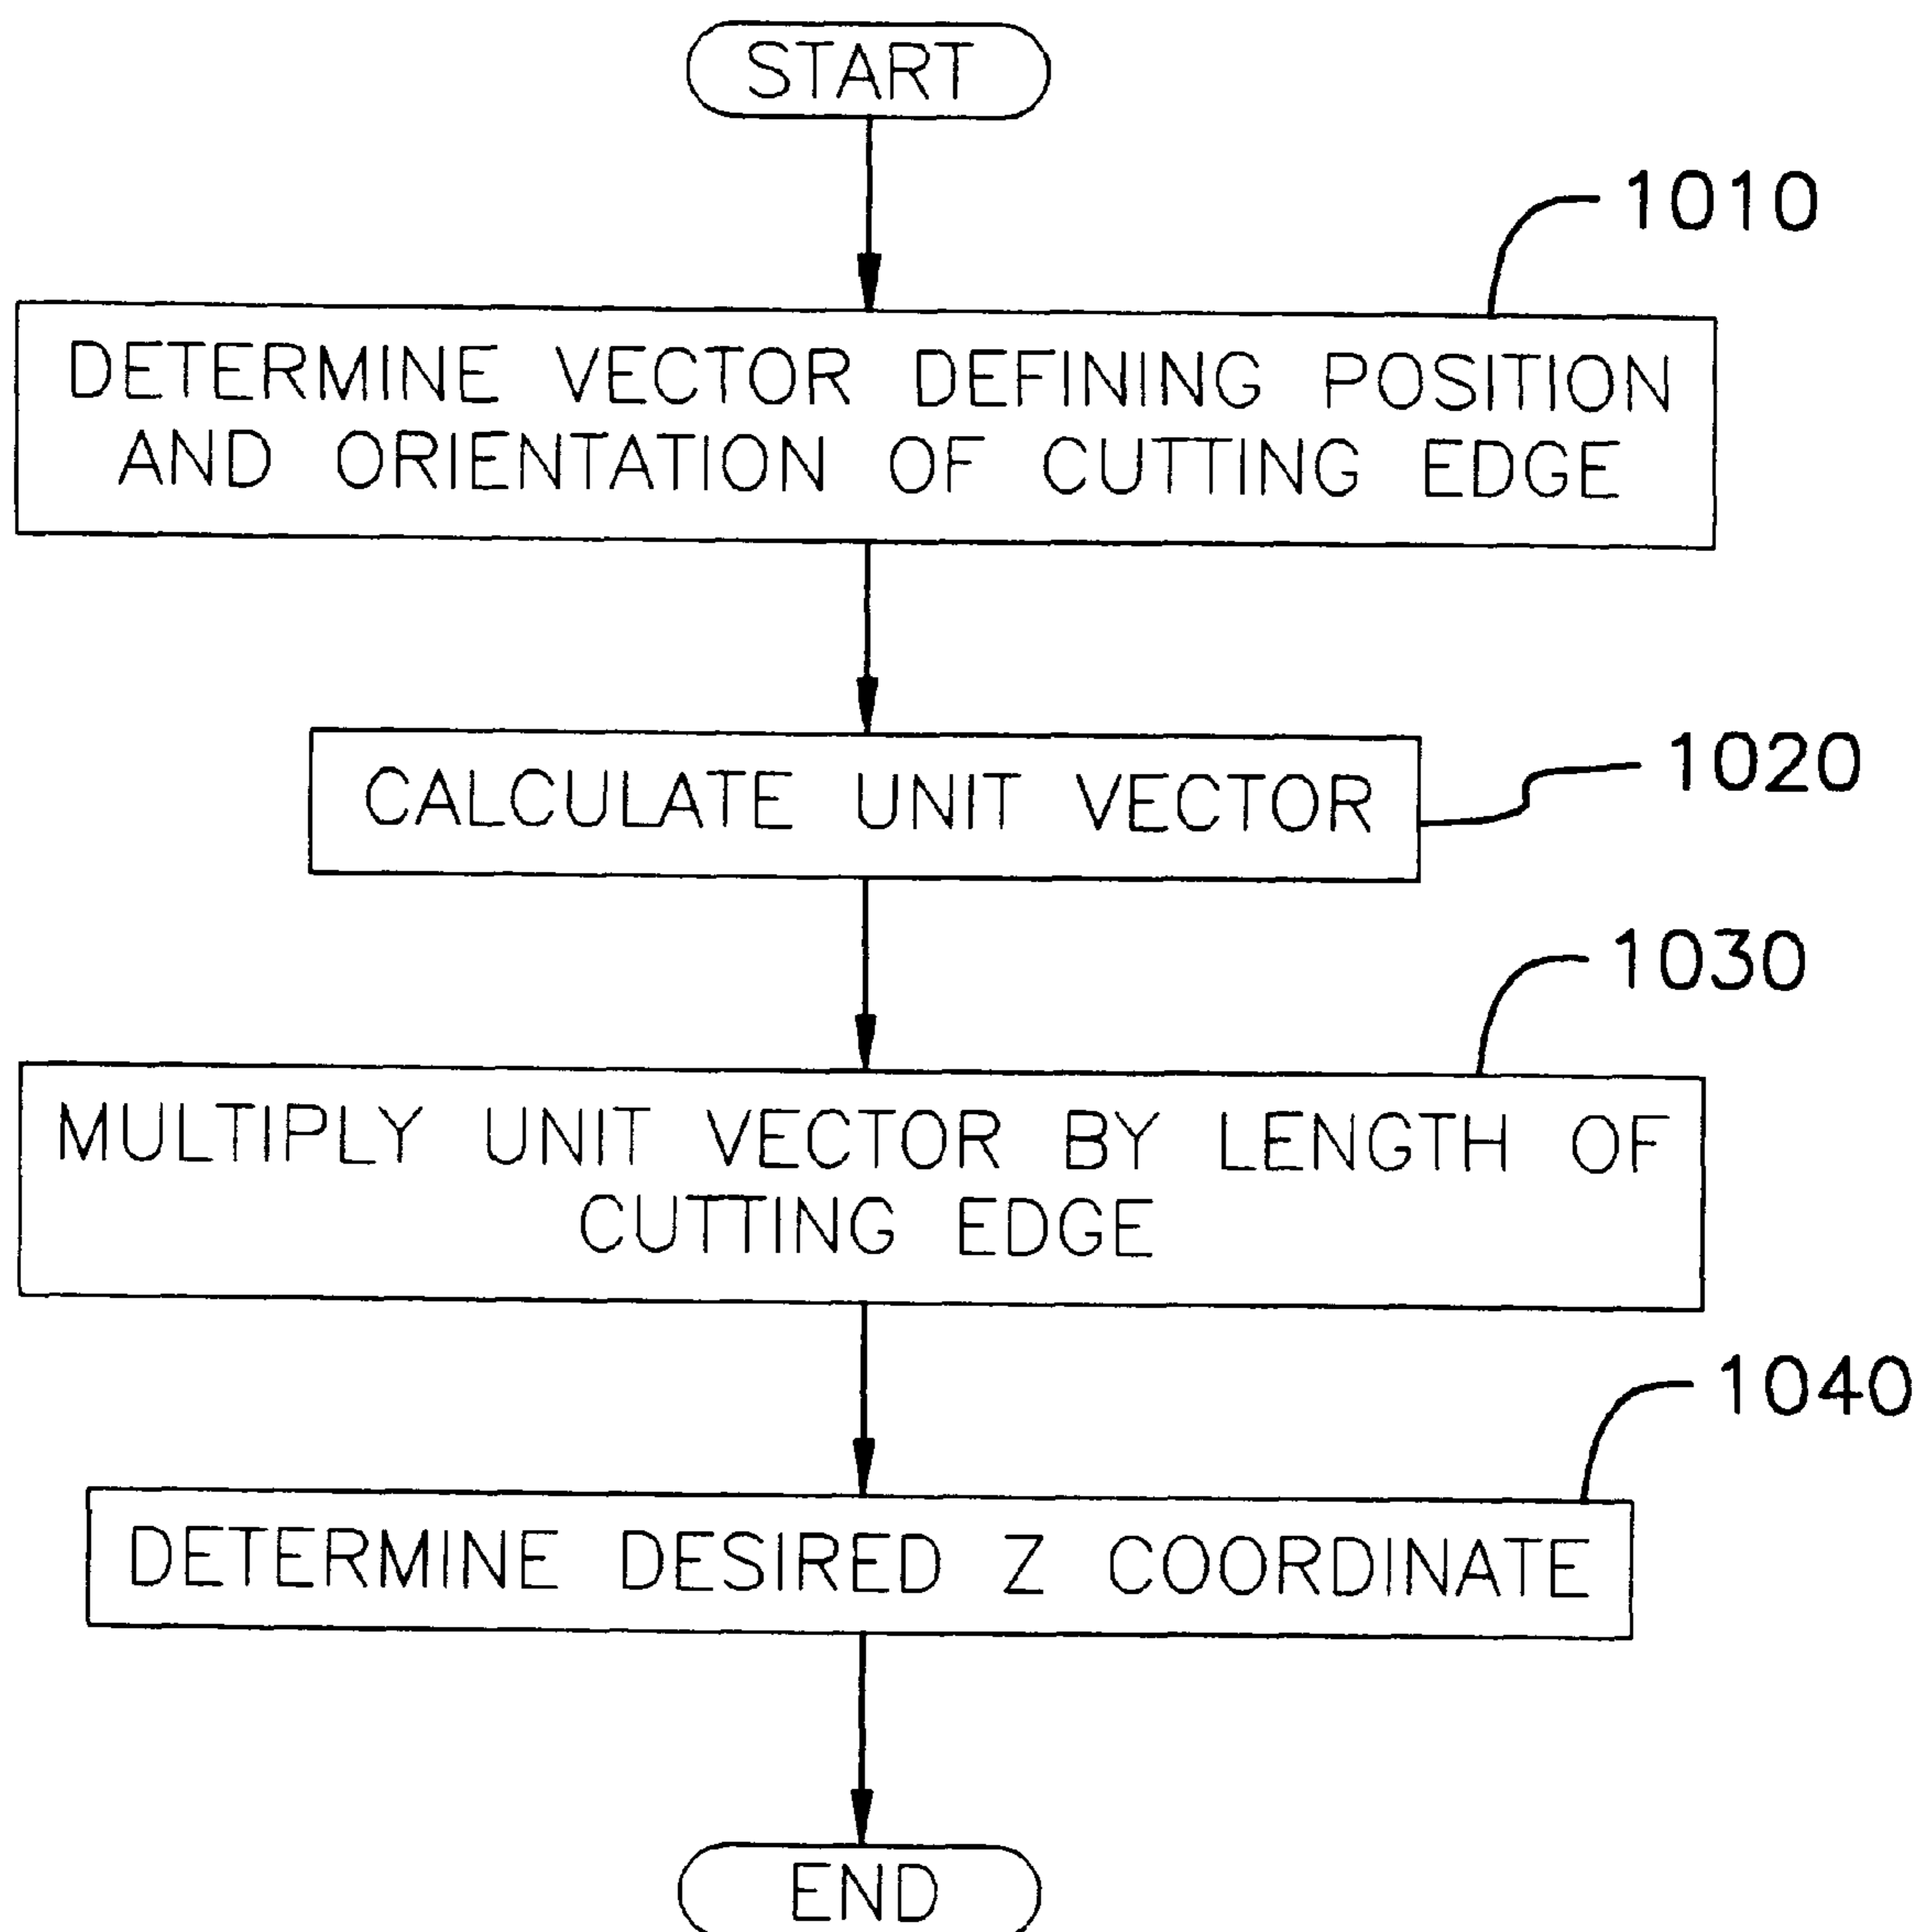 START
1010
DETERMINE VECTOR DEFINING POSITION
AND ORIENTATION OF CUTTING EDGE
1020
CALCULATE UNIT VECTOR
1030
MULTIPLY UNIT VECTOR BY LENGTH OF
CUTTING EDGE
1040
DETERMINE DESIRED Z COORDINATE
END